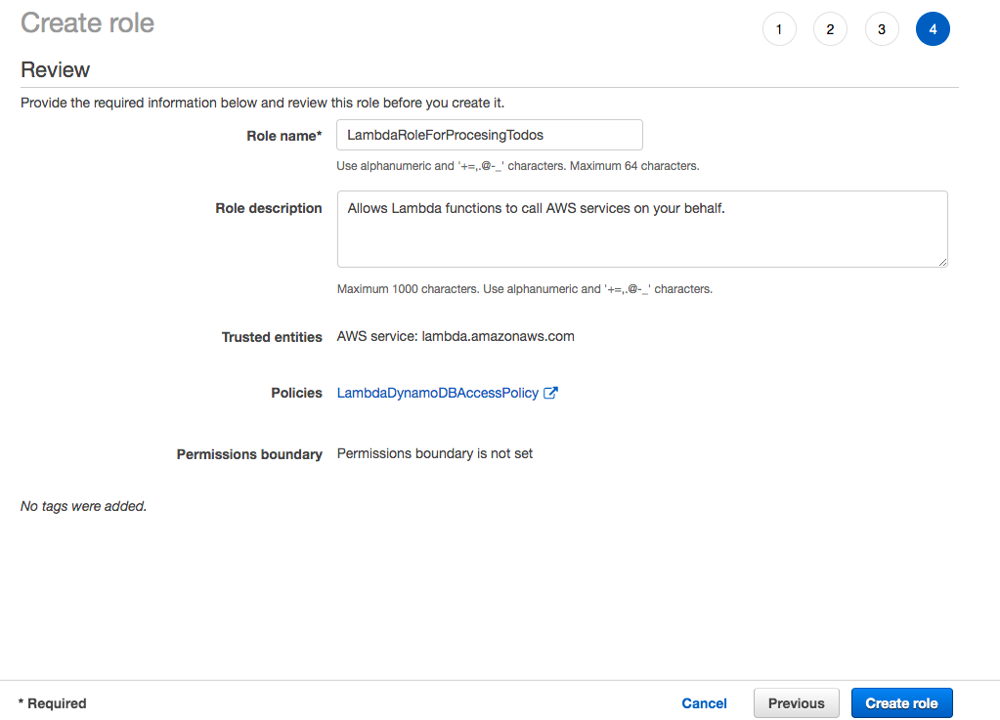 Create role
1 2 3 4
Review
Provide the required information below and review this role before you create it.
Role name* LambdaRoleForProcesingTodos
Use alphanumeric and '+=,.@-_' characters. Maximum 64 characters.
Role description Allows Lambda functions to call AWS services on your behalf.
Maximum 1000 characters. Use alphanumeric and '+=,.@-_' characters.
Trusted entities AWS service: lambda.amazonaws.com
Policies LambdaDynamoDBAccessPolicy
Permissions boundary Permissions boundary is not set
No tags were added.
* Required Cancel Previous Create role